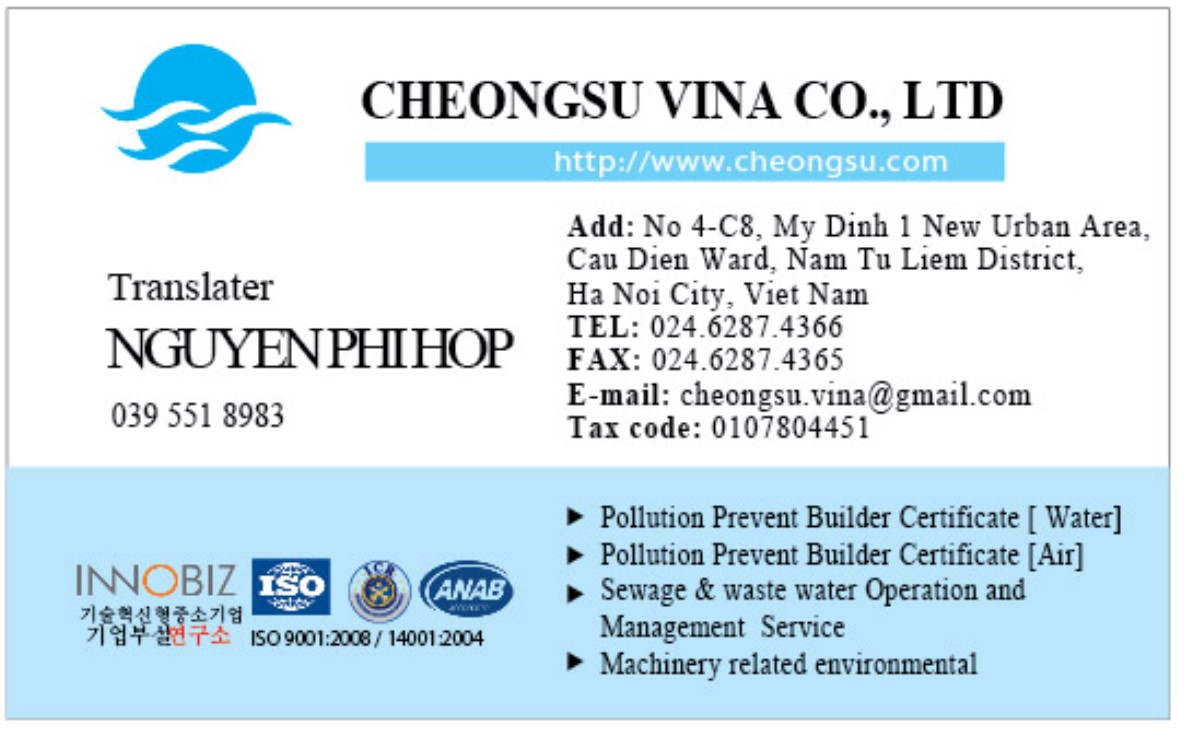 CHEONGSU VINA CO., LTD
http://www.cheongsu.com
Translater
NGUYEN PHI HOP
039 551 8983
Add: No 4-C8, My Dinh 1 New Urban Area,
Cau Dien Ward, Nam Tu Liem District,
Ha Noi City, Viet Nam
TEL: 024.6287.4366
FAX: 024.6287.4365
E-mail: cheongsu.vina@gmail.com
Tax code: 0107804451
INNOBIZ
기술혁신형중소기업
기업부설연구소
ISO
ICR
ANAB
ACCREDITED
ISO 9001:2008 / 14001:2004
▶ Pollution Prevent Builder Certificate [ Water]
▶ Pollution Prevent Builder Certificate [Air]
▶ Sewage & waste water Operation and
Management Service
▶ Machinery related environmental